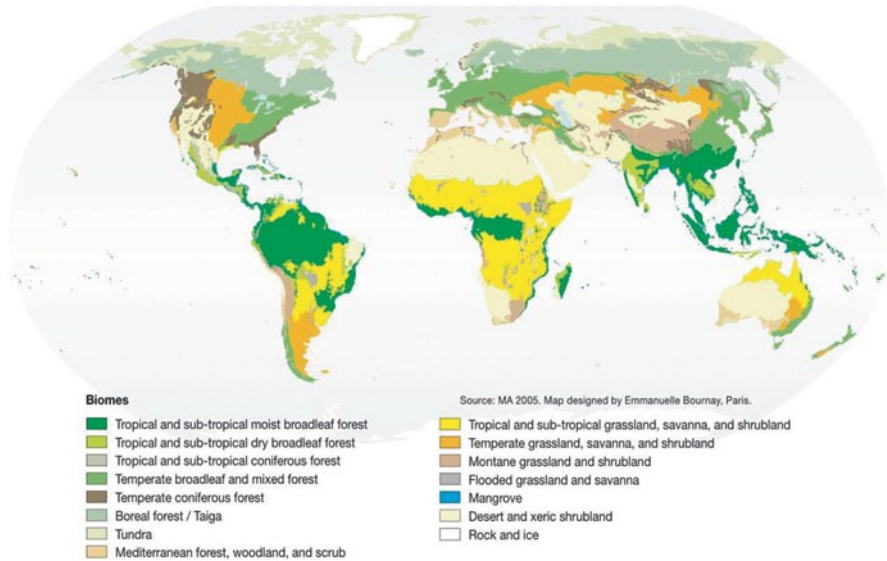 Biomes
Source: MA 2005. Map designed by Emmanuelle Bournay, Paris.
Tropical and sub-tropical moist broadleaf forest
Tropical and sub-tropical dry broadleaf forest
Tropical and sub-tropical coniferous forest
Temperate broadleaf and mixed forest
Temperate coniferous forest
Boreal forest / Taiga
Tundra
Mediterranean forest, woodland, and scrub
Tropical and sub-tropical grassland, savanna, and shrubland
Temperate grassland, savanna, and shrubland
Montane grassland and shrubland
Flooded grassland and savanna
Mangrove
Desert and xeric shrubland
Rock and ice